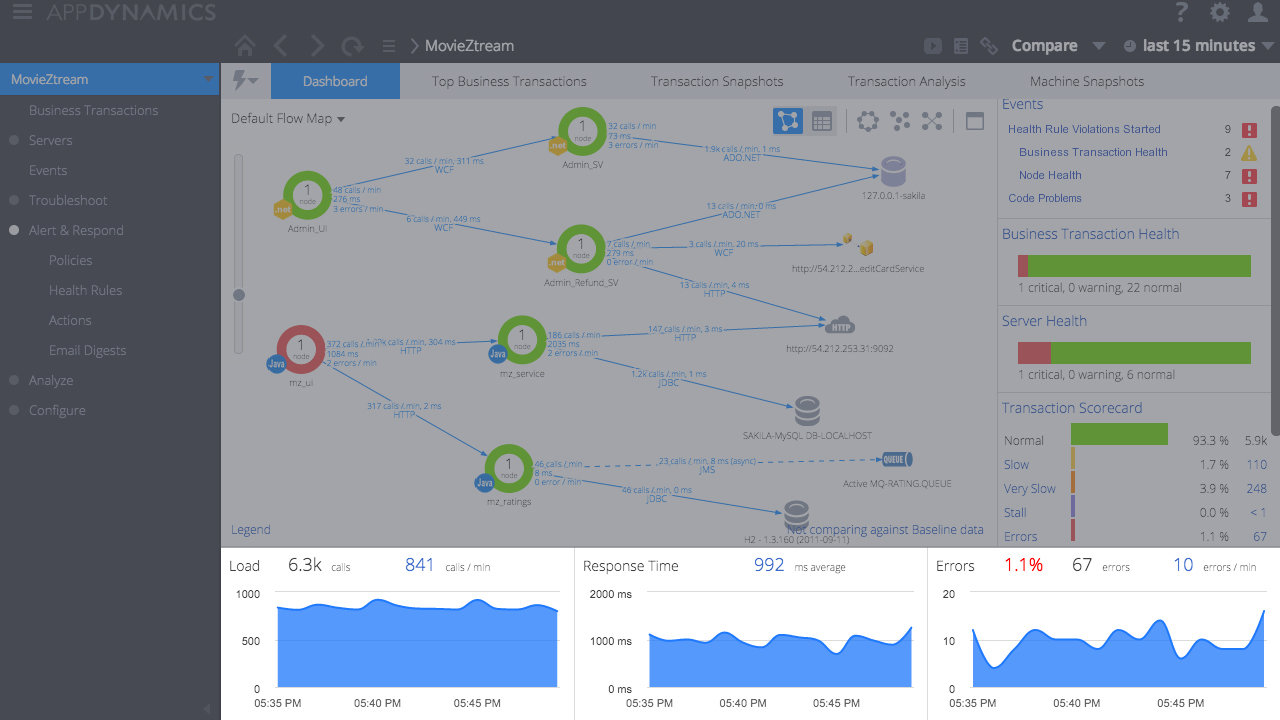 APPDYNAMICS
?
MovieZtream
Compare
last 15 minutes
MovieZtream
Business Transactions
Servers
Events
Troubleshoot
Alert & Respond
Policies
Health Rules
Actions
Email Digests
Analyze
Configure
Dashboard
Top Business Transactions
Transaction Snapshots
Transaction Analysis
Machine Snapshots
Default Flow Map
1
node
.net
Admin_SV
32 calls / min
73 ms
3 errors / min
1.9k calls / min, 1 ms
ADO.NET
127.0.0.1-sakila
32 calls / min, 311 ms
WCF
1
node
.net
Admin_UI
48 calls / min
276 ms
3 errors / min
6 calls / min, 449 ms
WCF
13 calls / min, 0 ms
ADO.NET
1
node
.net
Admin_Refund_SV
7 calls / min
279 ms
0 error / min
3 calls / min, 20 ms
WCF
http://54.212.2...editCardService
13 calls / min, 4 ms
HTTP
HTTP
http://54.212.253.31:9092
147 calls / min, 3 ms
HTTP
1
node
Java
mz_ui
372 calls / min
1084 ms
2 errors / min
304 ms
HTTP
1
node
Java
mz_service
186 calls / min
2035 ms
2 errors / min
1.2k calls / min, 1 ms
JDBC
SAKILA-MySQL DB-LOCALHOST
317 calls / min, 2 ms
HTTP
1
node
Java
mz_ratings
46 calls / min
8 ms
0 error / min
23 calls / min, 8 ms (async)
JMS
QUEUE
Active MQ-RATING.QUEUE
46 calls / min, 0 ms
JDBC
H2 - 1.3.160 (2011-09-11)
Legend
Not comparing against Baseline data
Events
Health Rule Violations Started 9
Business Transaction Health 2
Node Health 7
Code Problems 3
Business Transaction Health
1 critical, 0 warning, 22 normal
Server Health
1 critical, 0 warning, 6 normal
Transaction Scorecard
Normal 93.3 % 5.9k
Slow 1.7 % 110
Very Slow 3.9 % 248
Stall 0.0 % < 1
Errors 1.1 % 67
Load 6.3k calls 841 calls / min
1000
500
0
05:35 PM 05:40 PM 05:45 PM
Response Time 992 ms average
2000 ms
1000 ms
0 ms
05:35 PM 05:40 PM 05:45 PM
Errors 1.1% 67 errors 10 errors / min
20
10
0
05:35 PM 05:40 PM 05:45 PM